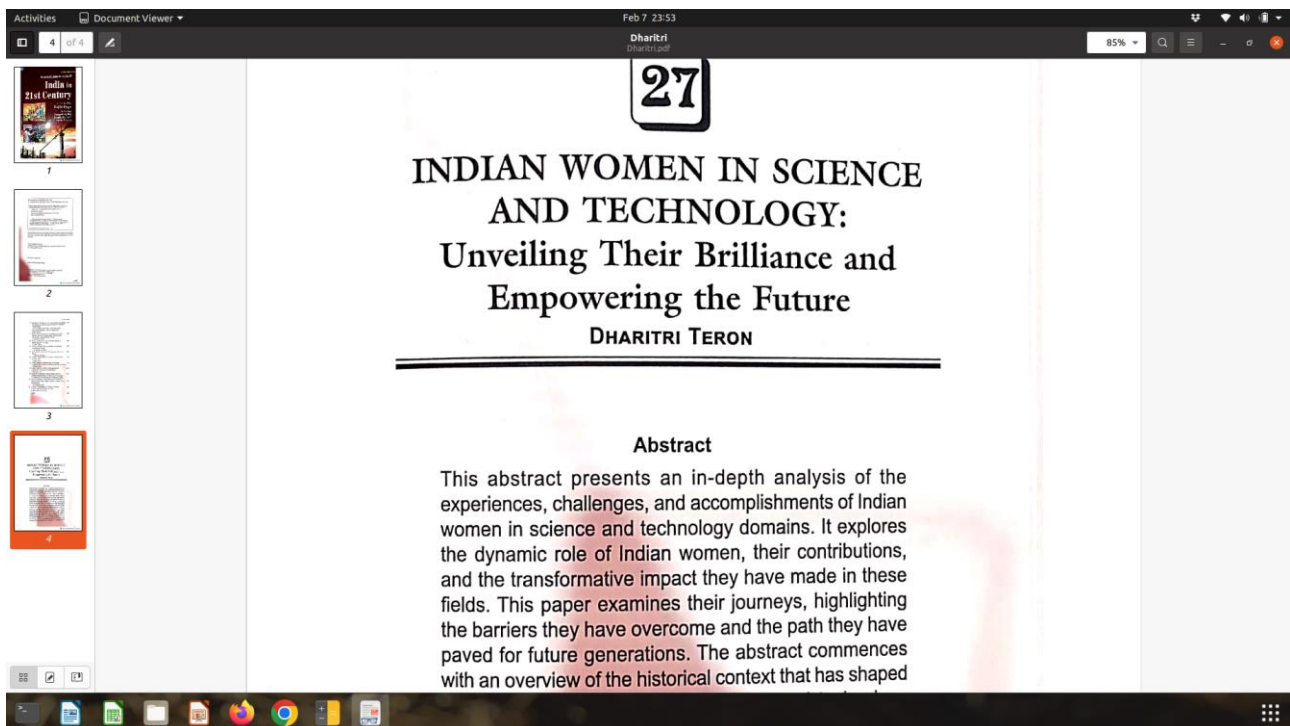 Activities
Document Viewer
Feb 7 23:53
4 of 4
Dharitri
Dharitri.pdf
85%
India in
21st Century
1
2
3
4
27
INDIAN WOMEN IN SCIENCE
AND TECHNOLOGY:
Unveiling Their Brilliance and
Empowering the Future
DHARITRI TERON
Abstract
This abstract presents an in-depth analysis of the
experiences, challenges, and accomplishments of Indian
women in science and technology domains. It explores
the dynamic role of Indian women, their contributions,
and the transformative impact they have made in these
fields. This paper examines their journeys, highlighting
the barriers they have overcome and the path they have
paved for future generations. The abstract commences
with an overview of the historical context that has shaped